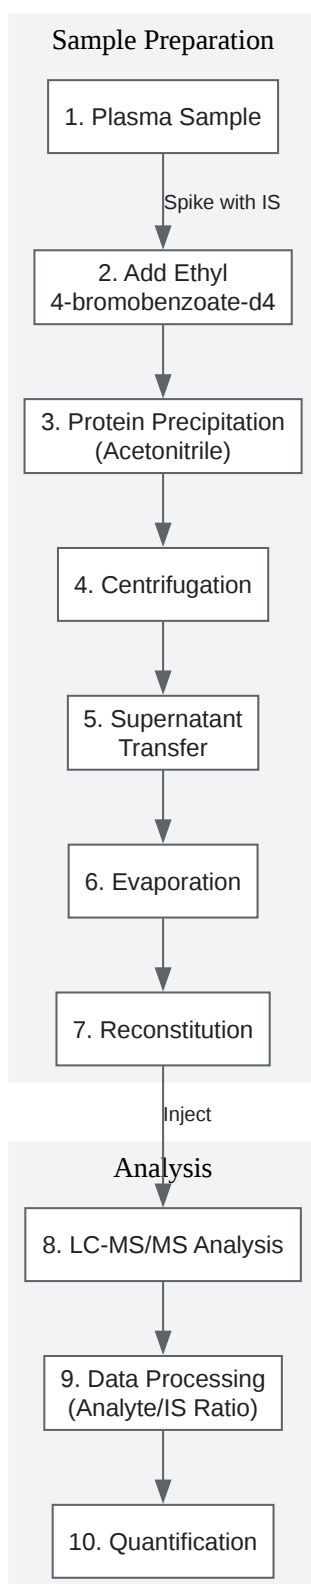 Sample Preparation
1. Plasma Sample
Spike with IS
2. Add Ethyl
4-bromobenzoate-d4
3. Protein Precipitation
(Acetonitrile)
4. Centrifugation
5. Supernatant
Transfer
6. Evaporation
7. Reconstitution
Inject
Analysis
8. LC-MS/MS Analysis
9. Data Processing
(Analyte/IS Ratio)
10. Quantification